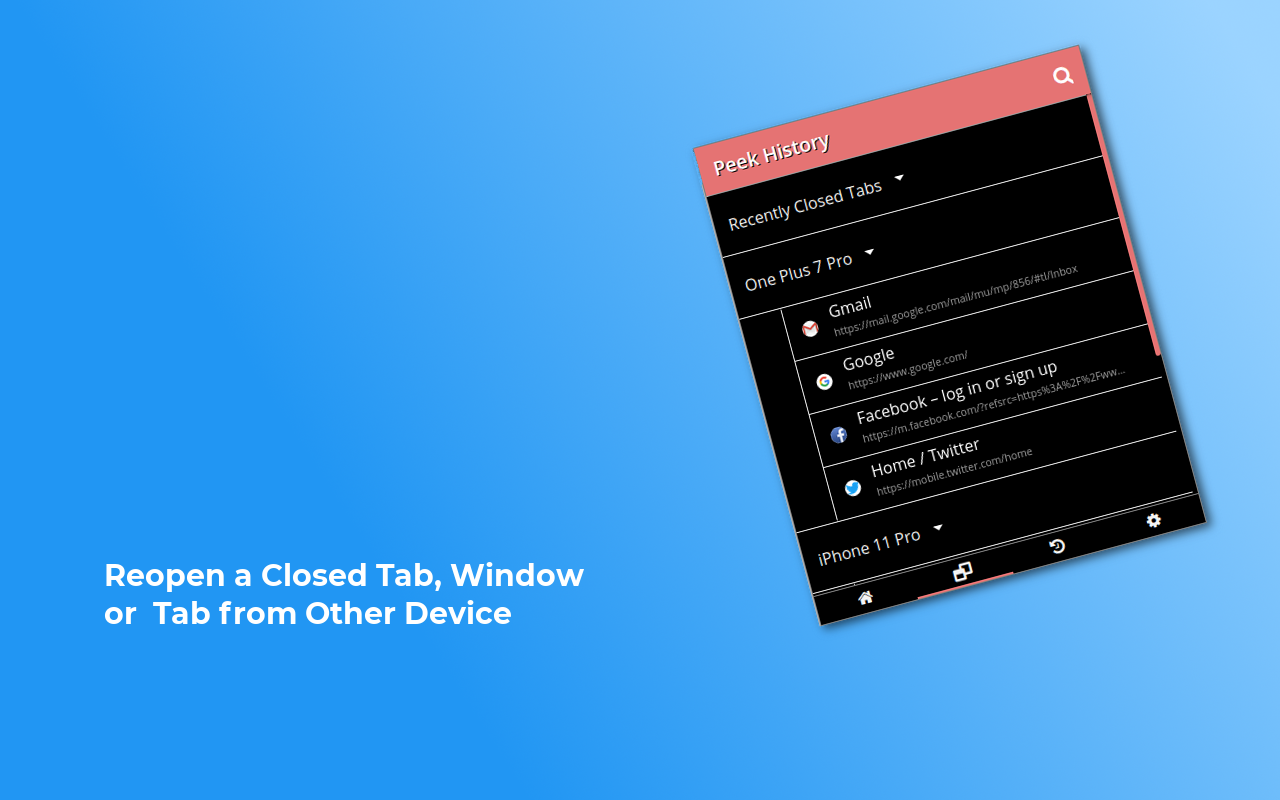 Peek History
Recently Closed Tabs
One Plus 7 Pro
Gmail
https://mail.google.com/mail/mu/mp/856/#tl/Inbox
Google
https://www.google.com/
Facebook – log in or sign up
https://m.facebook.com/?refsrc=https%3A%2F%2Fww...
Home / Twitter
https://mobile.twitter.com/home
iPhone 11 Pro
Reopen a Closed Tab, Window
or  Tab from Other Device